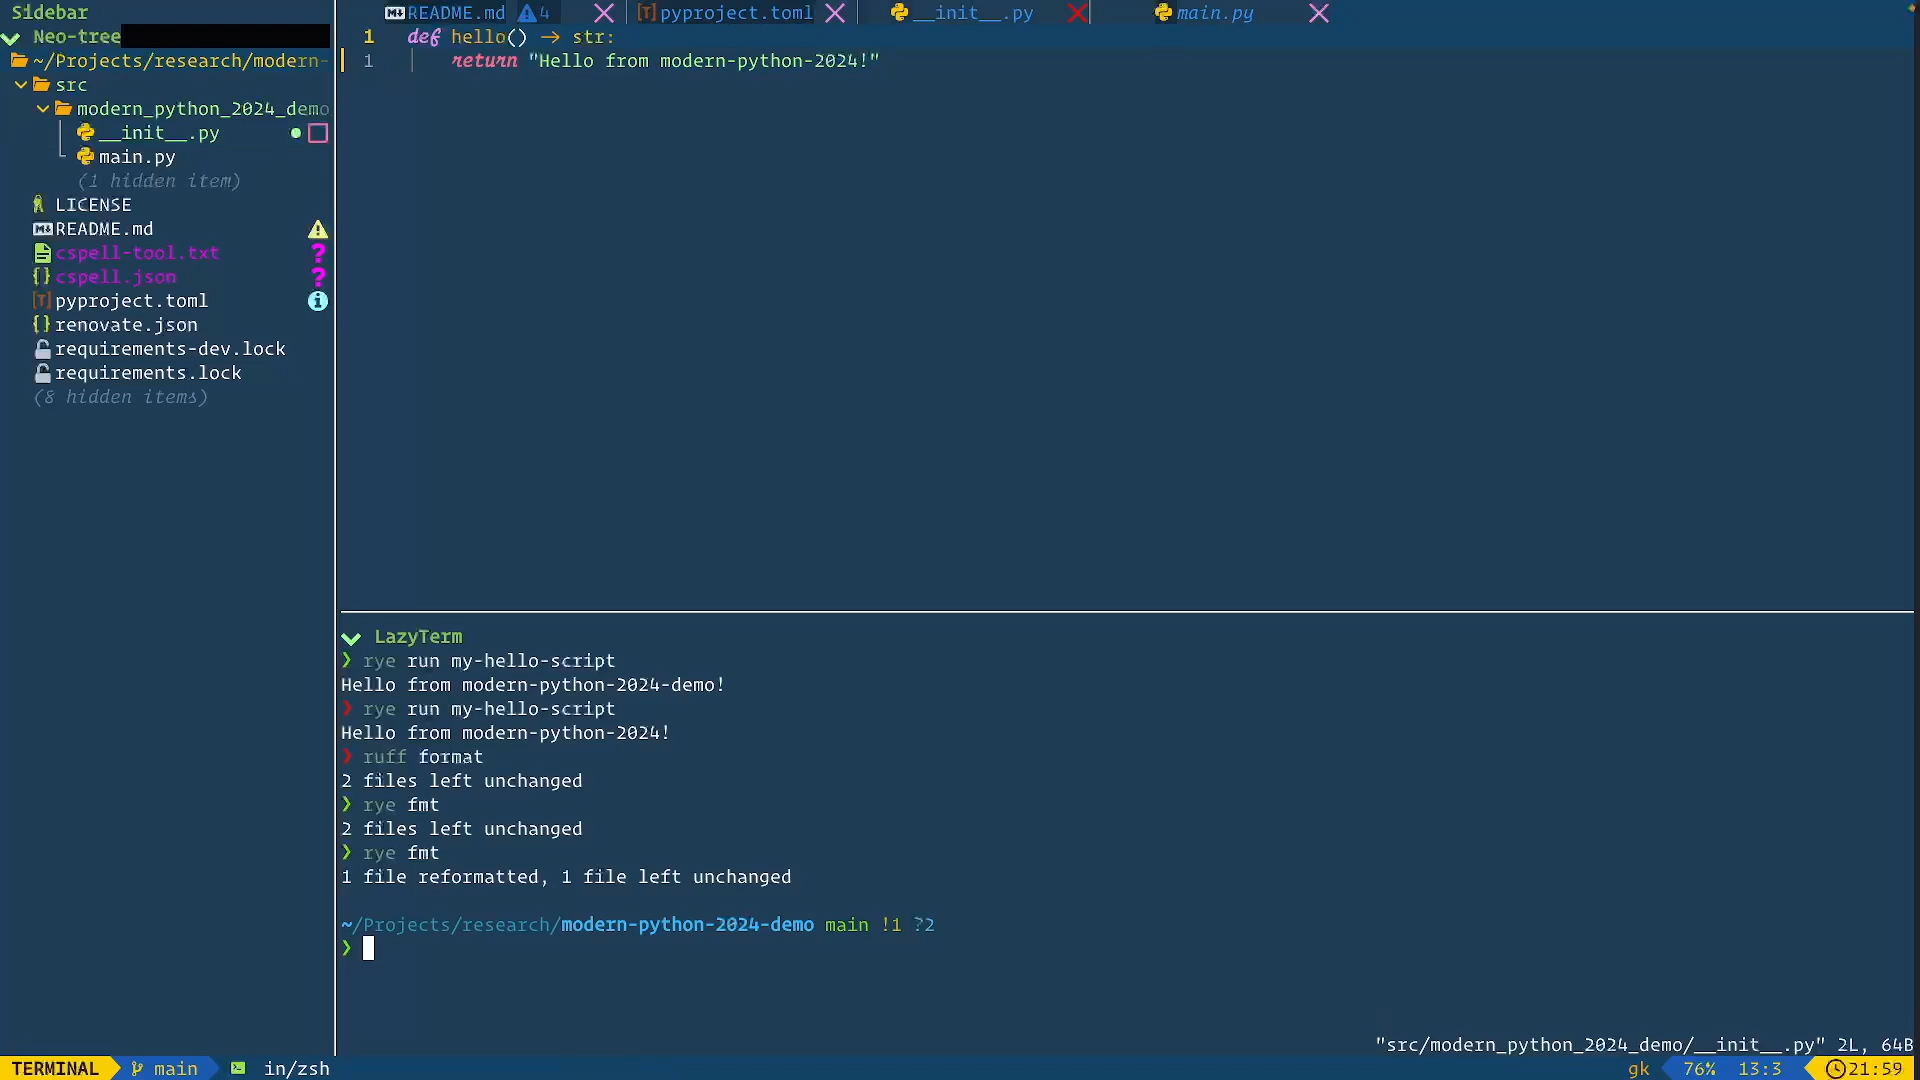 Sidebar
Neo-tree
~/Projects/research/modern-
src
modern_python_2024_demo
__init__.py
main.py
(1 hidden item)
LICENSE
README.md
cspell-tool.txt ?
cspell.json ?
pyproject.toml
renovate.json
requirements-dev.lock
requirements.lock
(8 hidden items)
README.md 4 pyproject.toml __init__.py main.py
1 def hello() → str:
1 return "Hello from modern-python-2024!"
LazyTerm
❯ rye run my-hello-script
Hello from modern-python-2024-demo!
❯ rye run my-hello-script
Hello from modern-python-2024!
❯ ruff format
2 files left unchanged
❯ rye fmt
2 files left unchanged
❯ rye fmt
1 file reformatted, 1 file left unchanged
~/Projects/research/modern-python-2024-demo main !1 ?2
❯
"src/modern_python_2024_demo/__init__.py" 2L, 64B
TERMINAL main in/zsh gk 76% 13:3 21:59